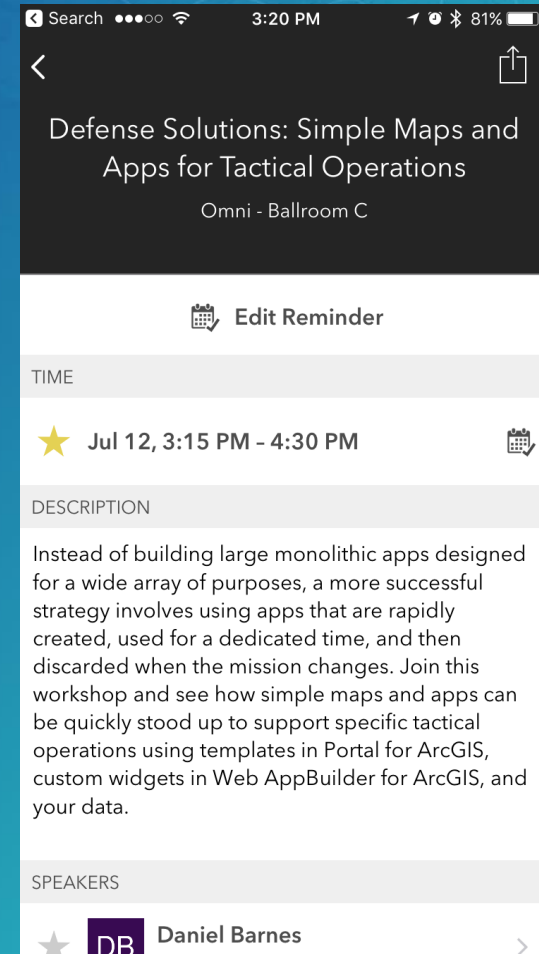 Search 3:20 PM 81%
Defense Solutions: Simple Maps and
Apps for Tactical Operations
Omni - Ballroom C
Edit Reminder
TIME
Jul 12, 3:15 PM – 4:30 PM
DESCRIPTION
Instead of building large monolithic apps designed
for a wide array of purposes, a more successful
strategy involves using apps that are rapidly
created, used for a dedicated time, and then
discarded when the mission changes. Join this
workshop and see how simple maps and apps can
be quickly stood up to support specific tactical
operations using templates in Portal for ArcGIS,
custom widgets in Web AppBuilder for ArcGIS, and
your data.
SPEAKERS
DB Daniel Barnes